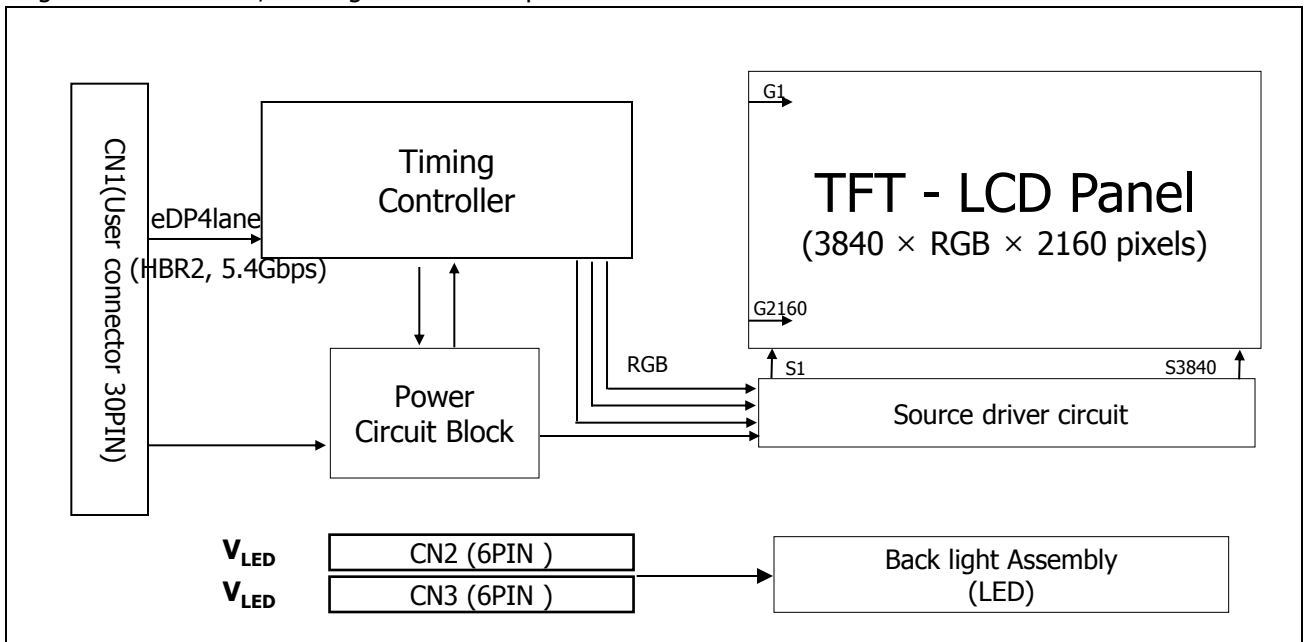 CN1(User connector 30PIN)
eDP4lane
(HBR2, 5.4Gbps)
Timing
Controller
Power
Circuit Block
RGB
G1
TFT - LCD Panel
(3840 × RGB × 2160 pixels)
G2160
S1
S3840
Source driver circuit
VLED
CN2 (6PIN )
VLED
CN3 (6PIN )
Back light Assembly
(LED)